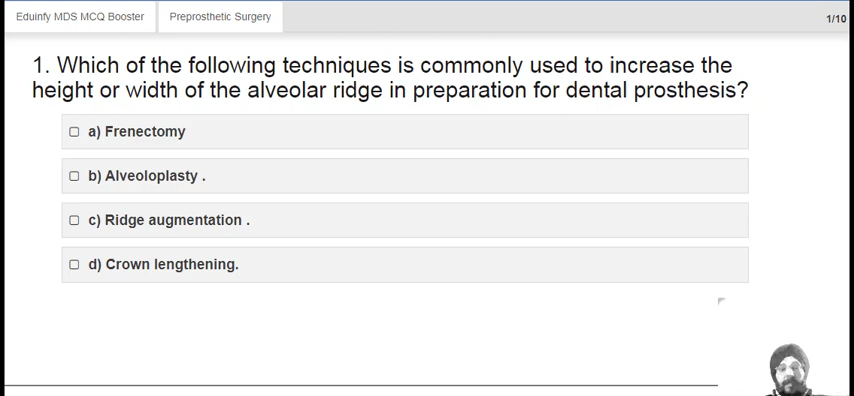 Eduinfy MDS MCQ Booster
Preprosthetic Surgery
1/10
1. Which of the following techniques is commonly used to increase the
height or width of the alveolar ridge in preparation for dental prosthesis?
a) Frenectomy
b) Alveoloplasty .
c) Ridge augmentation .
d) Crown lengthening.